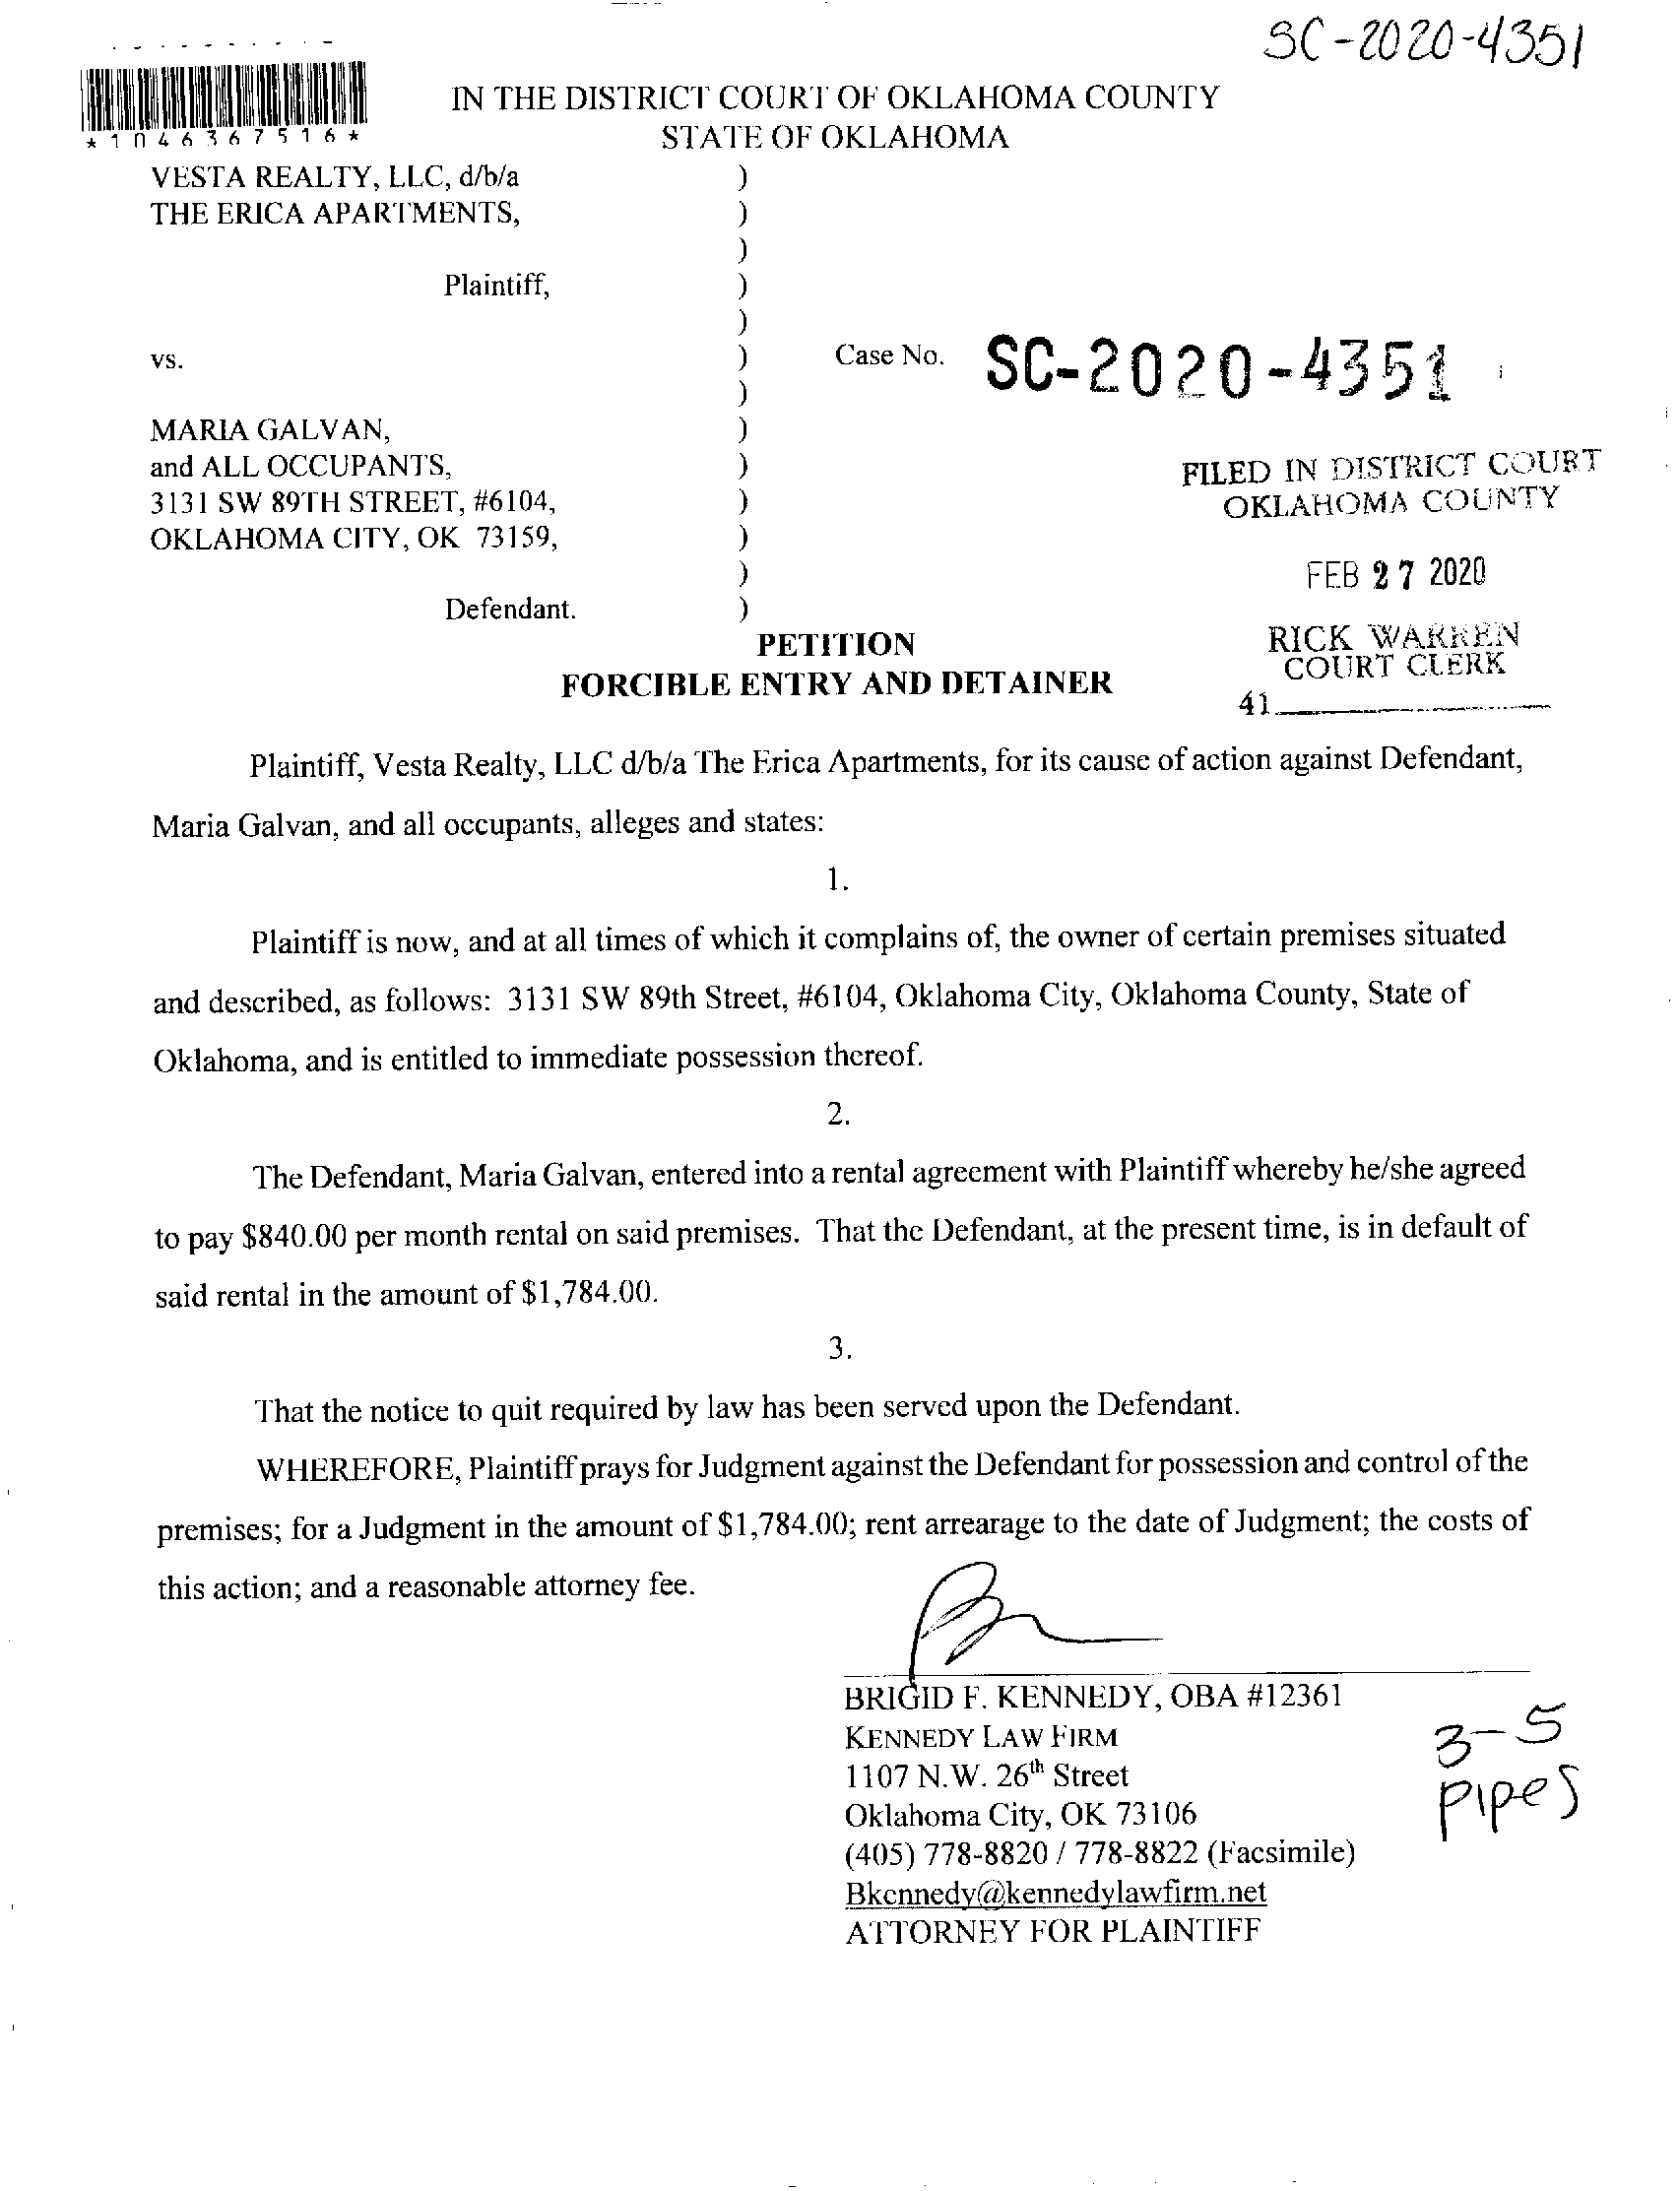 SC-2020-4351
*1046367516*
IN THE DISTRICT COURT OF OKLAHOMA COUNTY
STATE OF OKLAHOMA
VESTA REALTY, LLC, d/b/a )
THE ERICA APARTMENTS, )
)
Plaintiff, )
)
vs. ) Case No. SC-2020-4351
)
MARIA GALVAN, )
and ALL OCCUPANTS, )
3131 SW 89TH STREET, #6104, )
OKLAHOMA CITY, OK 73159, )
)
Defendant. )
FILED IN DISTRICT COURT
OKLAHOMA COUNTY
FEB 27 2020
RICK WARREN
COURT CLERK
41
PETITION
FORCIBLE ENTRY AND DETAINER
Plaintiff, Vesta Realty, LLC d/b/a The Erica Apartments, for its cause of action against Defendant,
Maria Galvan, and all occupants, alleges and states:
1.
Plaintiff is now, and at all times of which it complains of, the owner of certain premises situated
and described, as follows: 3131 SW 89th Street, #6104, Oklahoma City, Oklahoma County, State of
Oklahoma, and is entitled to immediate possession thereof.
2.
The Defendant, Maria Galvan, entered into a rental agreement with Plaintiff whereby he/she agreed
to pay $840.00 per month rental on said premises. That the Defendant, at the present time, is in default of
said rental in the amount of $1,784.00.
3.
That the notice to quit required by law has been served upon the Defendant.
WHEREFORE, Plaintiff prays for Judgment against the Defendant for possession and control of the
premises; for a Judgment in the amount of $1,784.00; rent arrearage to the date of Judgment; the costs of
this action; and a reasonable attorney fee.
BRIGID F. KENNEDY, OBA #12361
KENNEDY LAW FIRM
1107 N.W. 26th Street
Oklahoma City, OK 73106
(405) 778-8820 / 778-8822 (Facsimile)
Bkennedy@kennedylawfirm.net
ATTORNEY FOR PLAINTIFF
3-5
Pipes